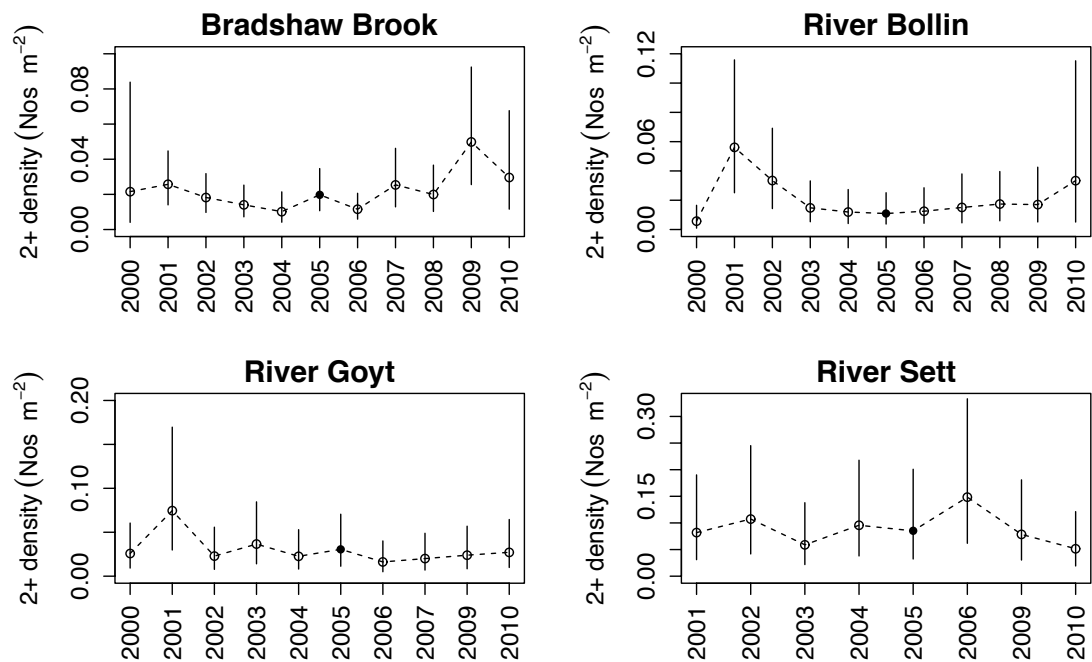 Bradshaw Brook
2+ density (Nos m−2)
0.00
0.04
0.08
2000 2001 2002 2003 2004 2005 2006 2007 2008 2009 2010
River Bollin
2+ density (Nos m−2)
0.00
0.06
0.12
2000 2001 2002 2003 2004 2005 2006 2007 2008 2009 2010
River Goyt
2+ density (Nos m−2)
0.00
0.10
0.20
2000 2001 2002 2003 2004 2005 2006 2007 2008 2009 2010
River Sett
2+ density (Nos m−2)
0.00
0.15
0.30
2001 2002 2003 2004 2005 2006 2009 2010